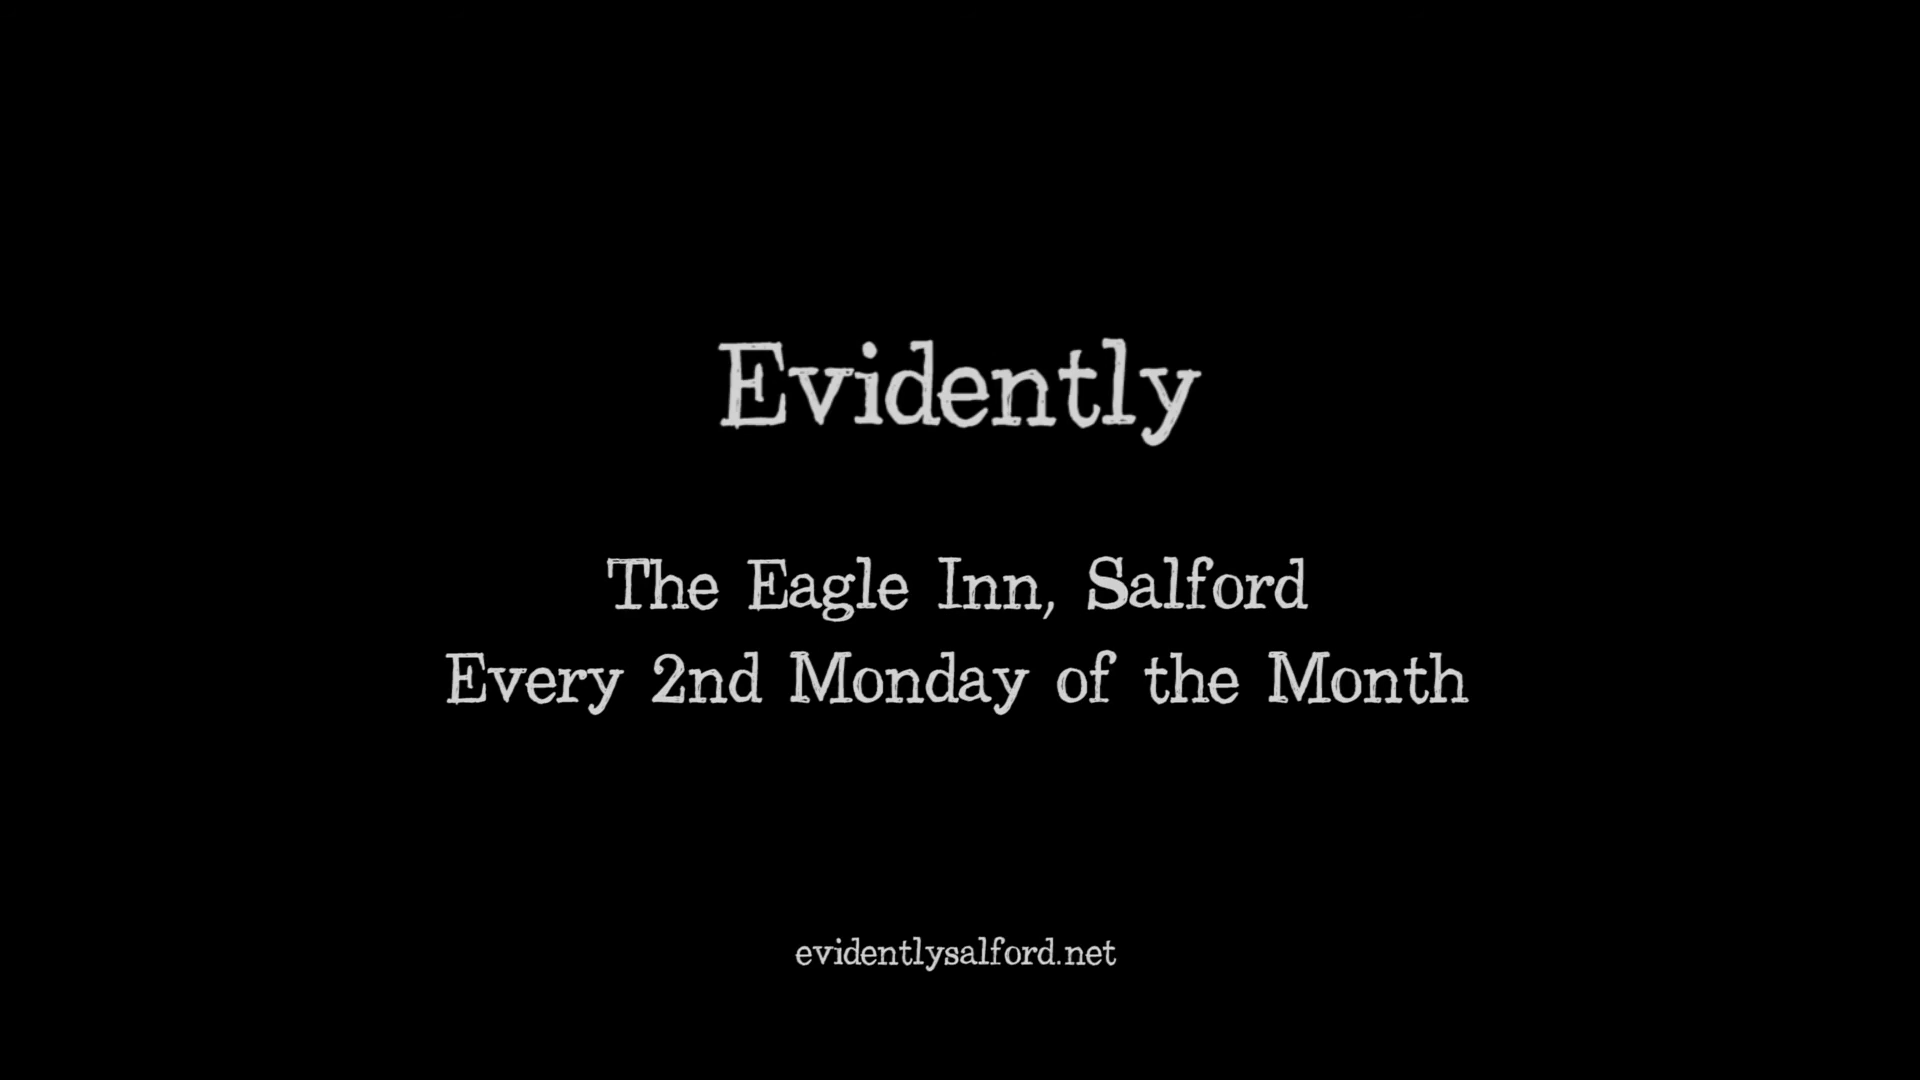 Evidently
The Eagle Inn, Salford
Every 2nd Monday of the Month
evidentlysalford.net